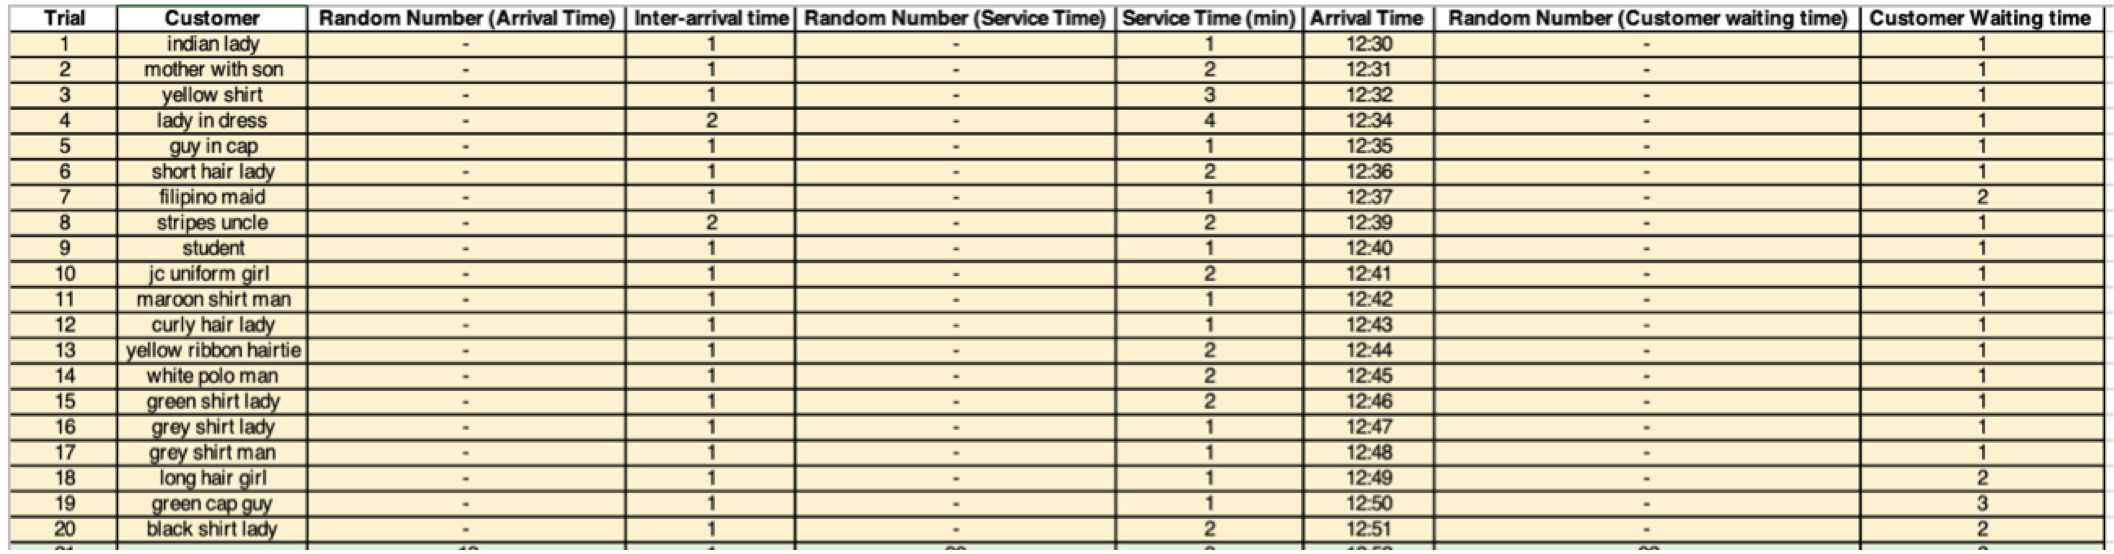 Trial Customer Random Number (Arrival Time) Inter-arrival time Random Number (Service Time) Service Time (min) Arrival Time Random Number (Customer waiting time) Customer Waiting time
1 indian lady - 1 - 1 12:30 - 1
2 mother with son - 1 - 2 12:31 - 1
3 yellow shirt - 1 - 3 12:32 - 1
4 lady in dress - 2 - 4 12:34 - 1
5 guy in cap - 1 - 1 12:35 - 1
6 short hair lady - 1 - 2 12:36 - 1
7 filipino maid - 1 - 1 12:37 - 2
8 stripes uncle - 2 - 2 12:39 - 1
9 student - 1 - 1 12:40 - 1
10 jc uniform girl - 1 - 2 12:41 - 1
11 maroon shirt man - 1 - 1 12:42 - 1
12 curly hair lady - 1 - 1 12:43 - 1
13 yellow ribbon hairtie - 1 - 2 12:44 - 1
14 white polo man - 1 - 2 12:45 - 1
15 green shirt lady - 1 - 2 12:46 - 1
16 grey shirt lady - 1 - 1 12:47 - 1
17 grey shirt man - 1 - 1 12:48 - 1
18 long hair girl - 1 - 1 12:49 - 2
19 green cap guy - 1 - 1 12:50 - 3
20 black shirt lady - 1 - 2 12:51 - 2